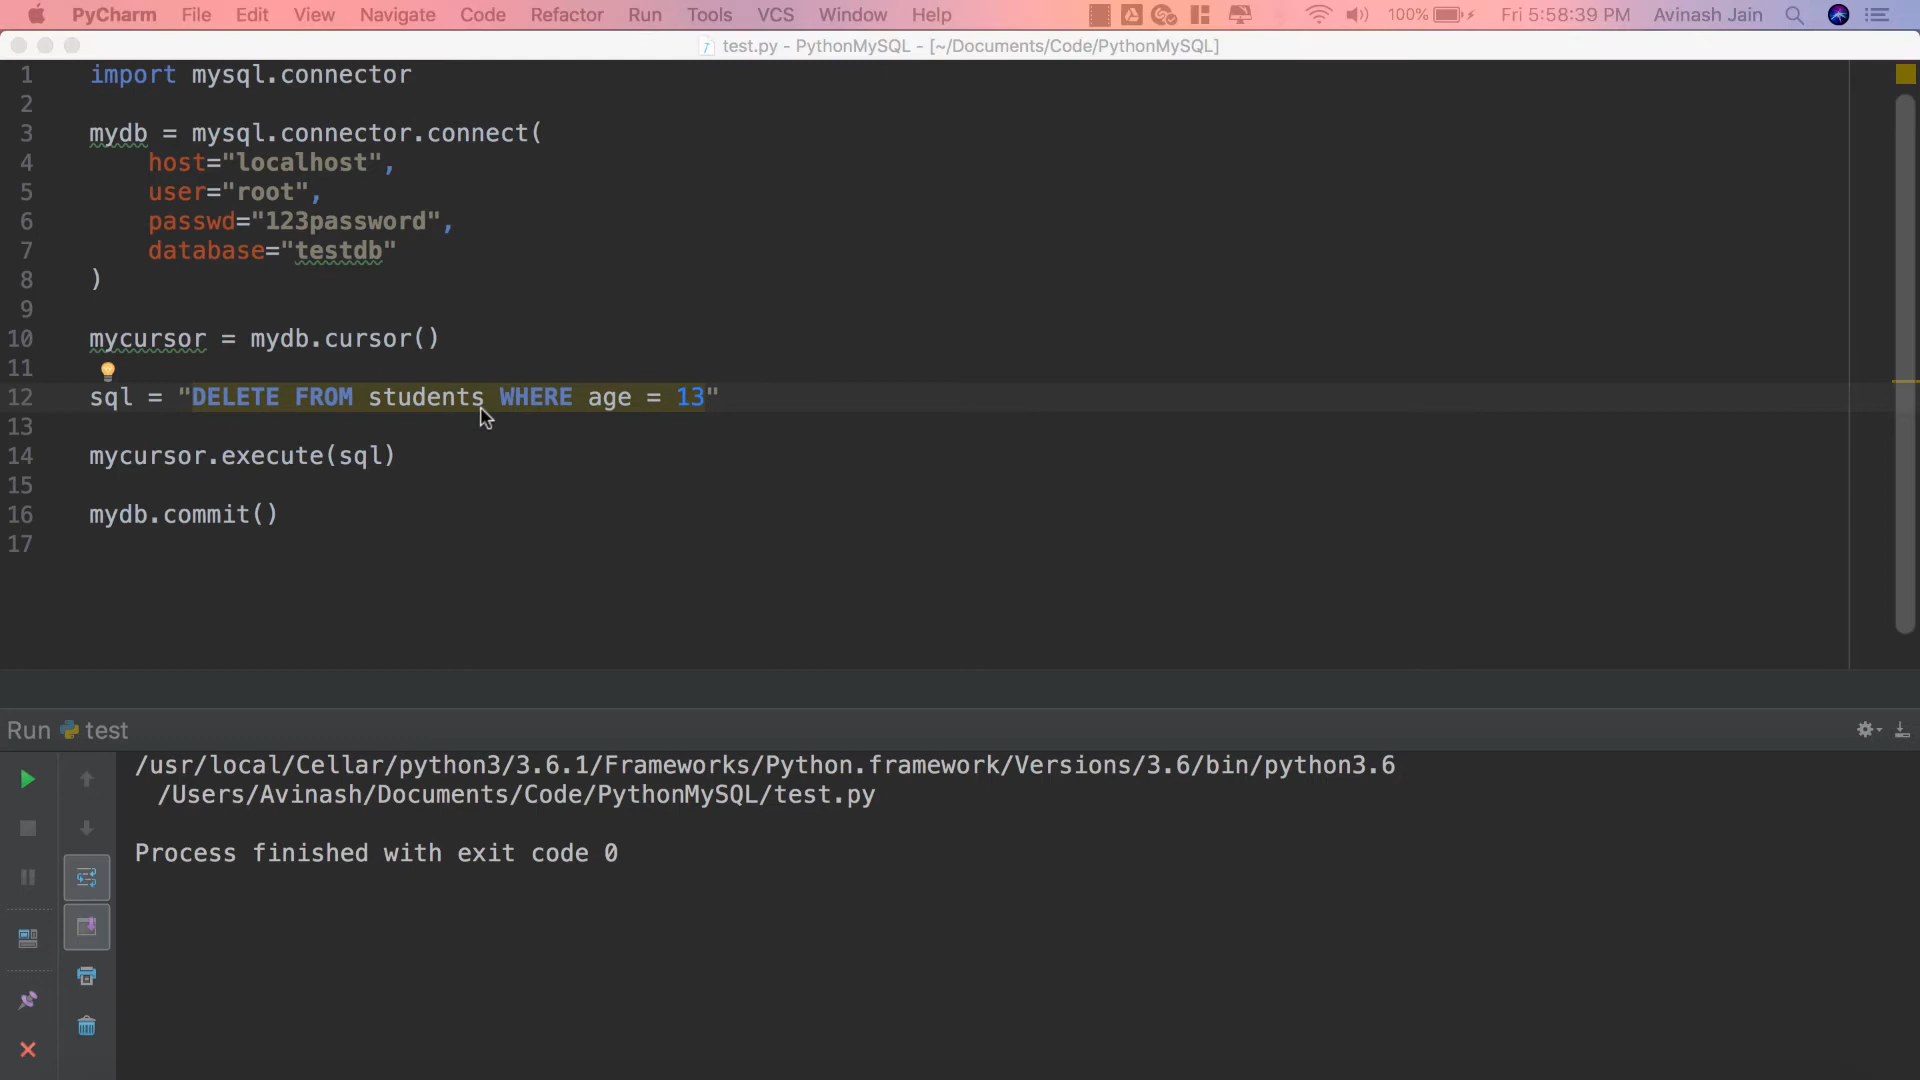 PyCharm File Edit View Navigate Code Refactor Run Tools VCS Window Help 100% Fri 5:58:39 PM Avinash Jain
test.py - PythonMySQL - [~/Documents/Code/PythonMySQL]
1 import mysql.connector
2
3 mydb = mysql.connector.connect(
4 host="localhost",
5 user="root",
6 passwd="123password",
7 database="testdb"
8 )
9
10 mycursor = mydb.cursor()
11
12 sql = "DELETE FROM students WHERE age = 13"
13
14 mycursor.execute(sql)
15
16 mydb.commit()
17
Run test
/usr/local/Cellar/python3/3.6.1/Frameworks/Python.framework/Versions/3.6/bin/python3.6
/Users/Avinash/Documents/Code/PythonMySQL/test.py
Process finished with exit code 0